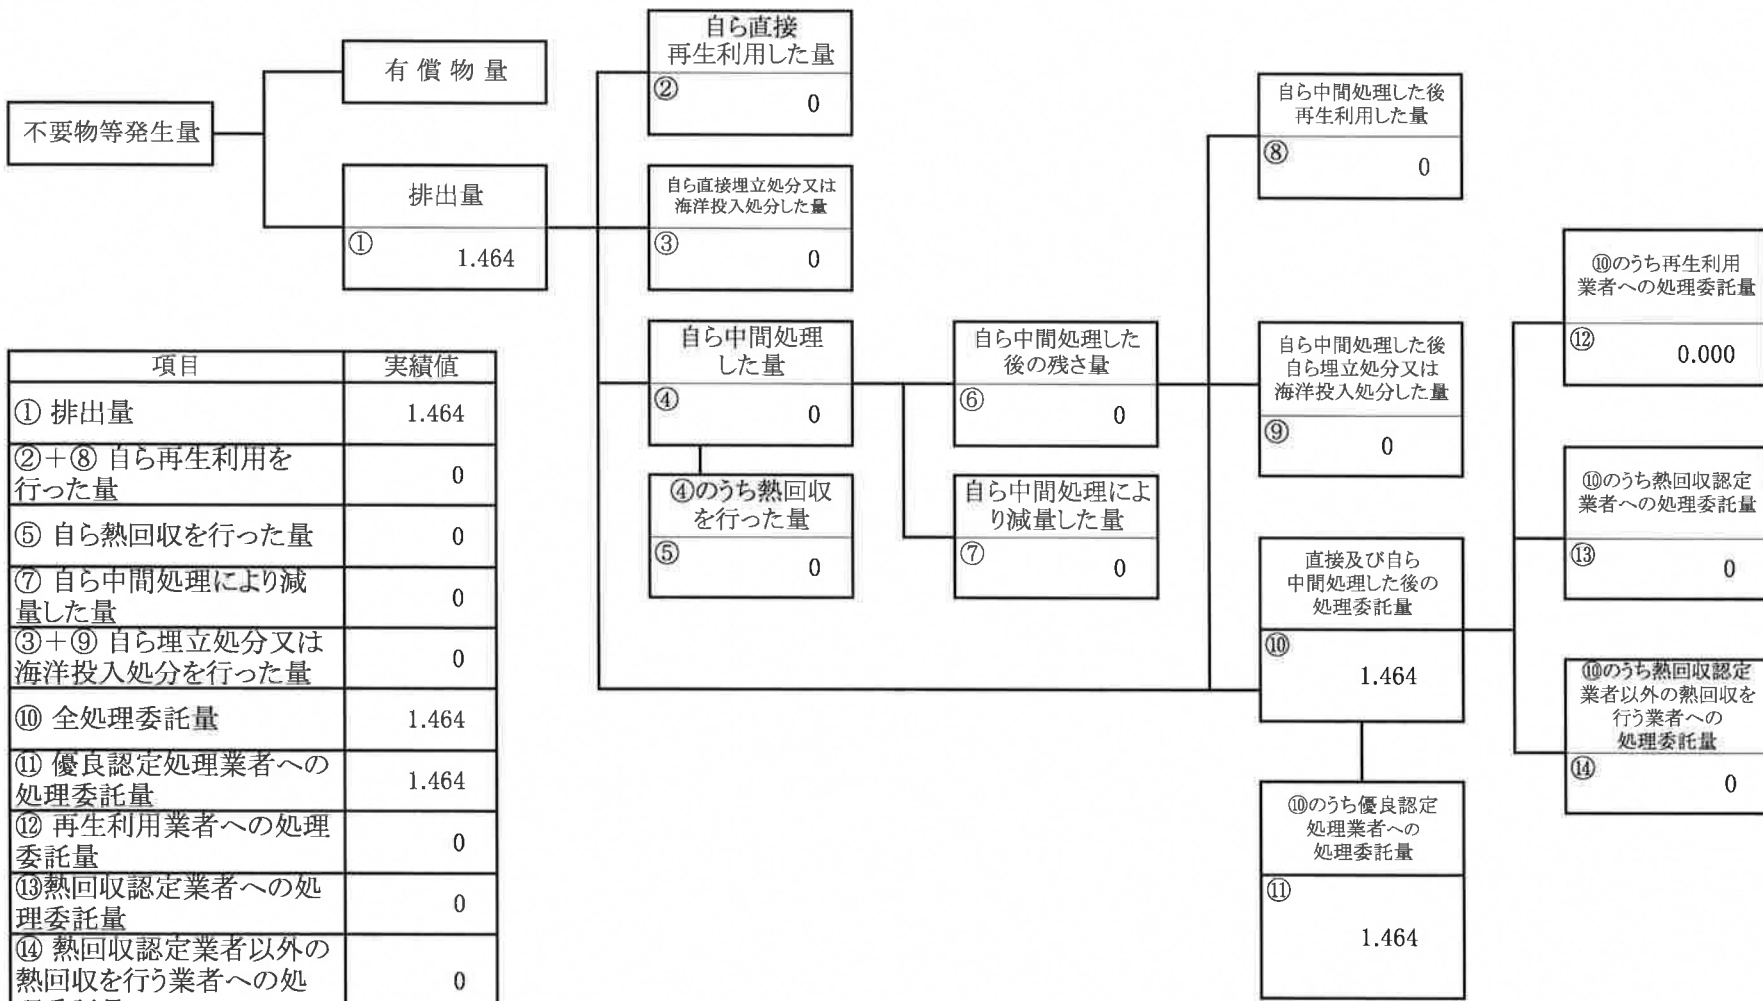 不要物等発生量
有償物量
排出量
①
1.464
自ら直接
再生利用した量
②
0
自ら直接埋立処分又は
海洋投入処分した量
③
0
自ら中間処理
した量
④
0
④のうち熱回収
を行った量
⑤
0
自ら中間処理した
後の残さ量
⑥
0
自ら中間処理によ
り減量した量
⑦
0
自ら中間処理した後
再生利用した量
⑧
0
自ら中間処理した後
自ら埋立処分又は
海洋投入処分した量
⑨
0
直接及び自ら
中間処理した後の
処理委託量
⑩
1.464
⑩のうち優良認定
処理業者への
処理委託量
⑪
1.464
⑩のうち再生利用
業者への処理委託量
⑫
0.000
⑩のうち熱回収認定
業者への処理委託量
⑬
0
⑩のうち熱回収認定
業者以外の熱回収を
行う業者への
処理委託量
⑭
0
項目 実績値
① 排出量 1.464
②+⑧ 自ら再生利用を
行った量 0
⑤ 自ら熱回収を行った量 0
⑦ 自ら中間処理により減
量した量 0
③+⑨ 自ら埋立処分又は
海洋投入処分を行った量 0
⑩ 全処理委託量 1.464
⑪ 優良認定処理業者への
処理委託量 1.464
⑫ 再生利用業者への処理
委託量 0
⑬熱回収認定業者への処
理委託量 0
⑭ 熱回収認定業者以外の
熱回収を行う業者への処 0